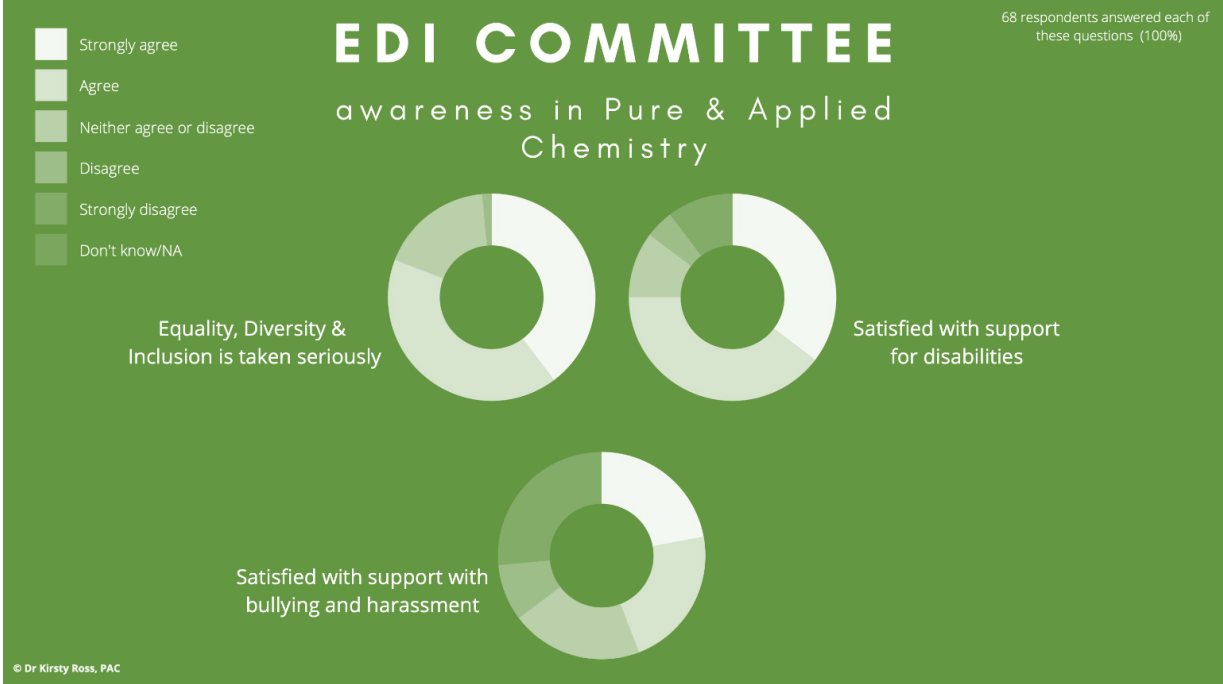 EDI COMMITTEE
awareness in Pure & Applied
Chemistry
68 respondents answered each of
these questions (100%)
Strongly agree
Agree
Neither agree or disagree
Disagree
Strongly disagree
Don't know/NA
Equality, Diversity &
Inclusion is taken seriously
Satisfied with support
for disabilities
Satisfied with support with
bullying and harassment
© Dr Kirsty Ross, PAC